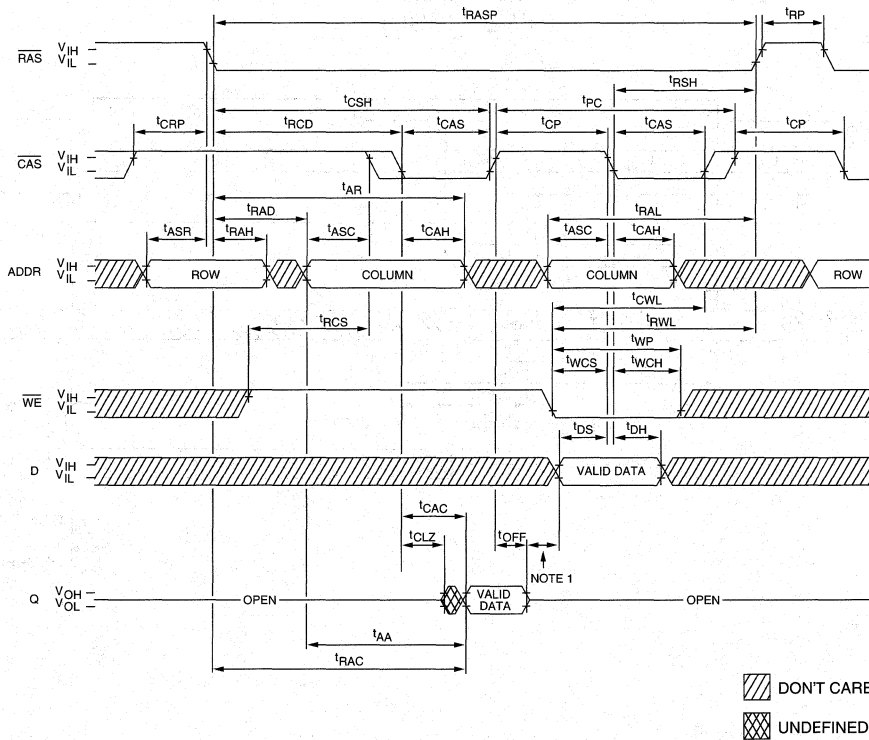 tRASP
tRP
RAS
VIH
VIL
tRSH
tCSH
tPC
tCRP
tRCD
tCAS
tCP
tCAS
tCP
CAS
VIH
VIL
tAR
tRAD
tRAL
tASR
tRAH
tASC
tCAH
tASC
tCAH
ADDR
VIH
VIL
ROW
COLUMN
COLUMN
ROW
tCWL
tRCS
tRWL
tWP
tWCS
tWCH
WE
VIH
VIL
tDS
tDH
D
VIH
VIL
VALID DATA
tCAC
tCLZ
tOFF
NOTE 1
Q
VOH
VOL
OPEN
VALID
DATA
OPEN
tAA
tRAC
DON'T CARE
UNDEFINED